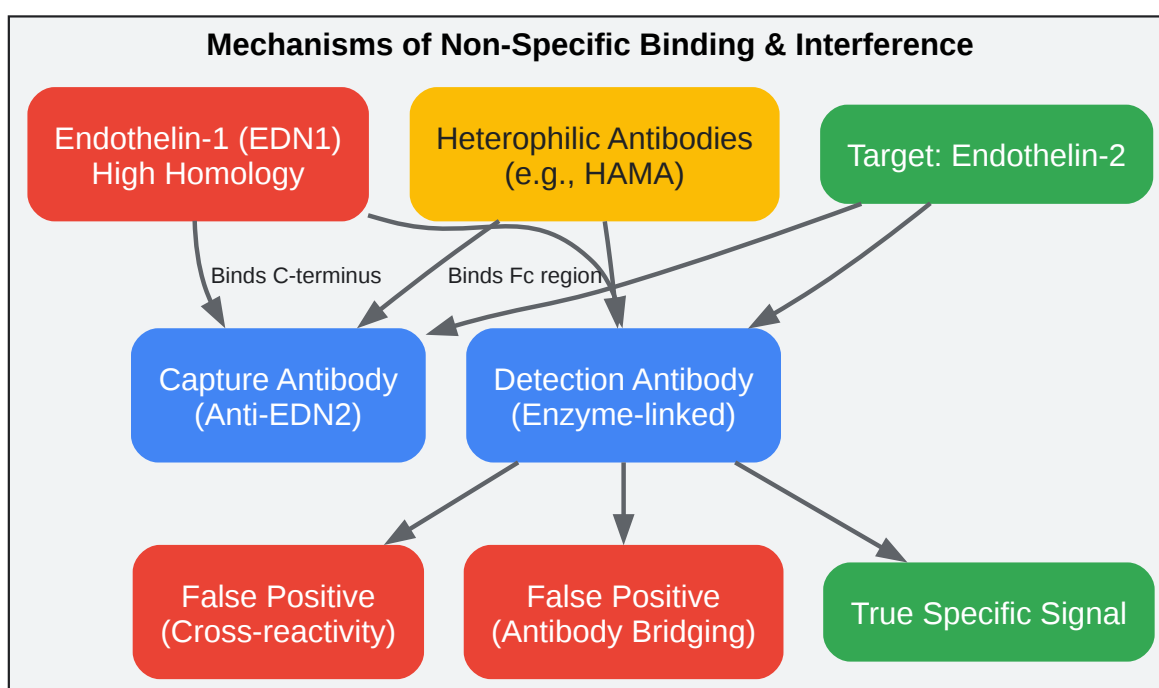 Mechanisms of Non-Specific Binding & Interference
Endothelin-1 (EDN1)
High Homology
Heterophilic Antibodies
(e.g., HAMA)
Target: Endothelin-2
Binds C-terminus
Binds Fc region
Capture Antibody
(Anti-EDN2)
Detection Antibody
(Enzyme-linked)
False Positive
(Cross-reactivity)
False Positive
(Antibody Bridging)
True Specific Signal